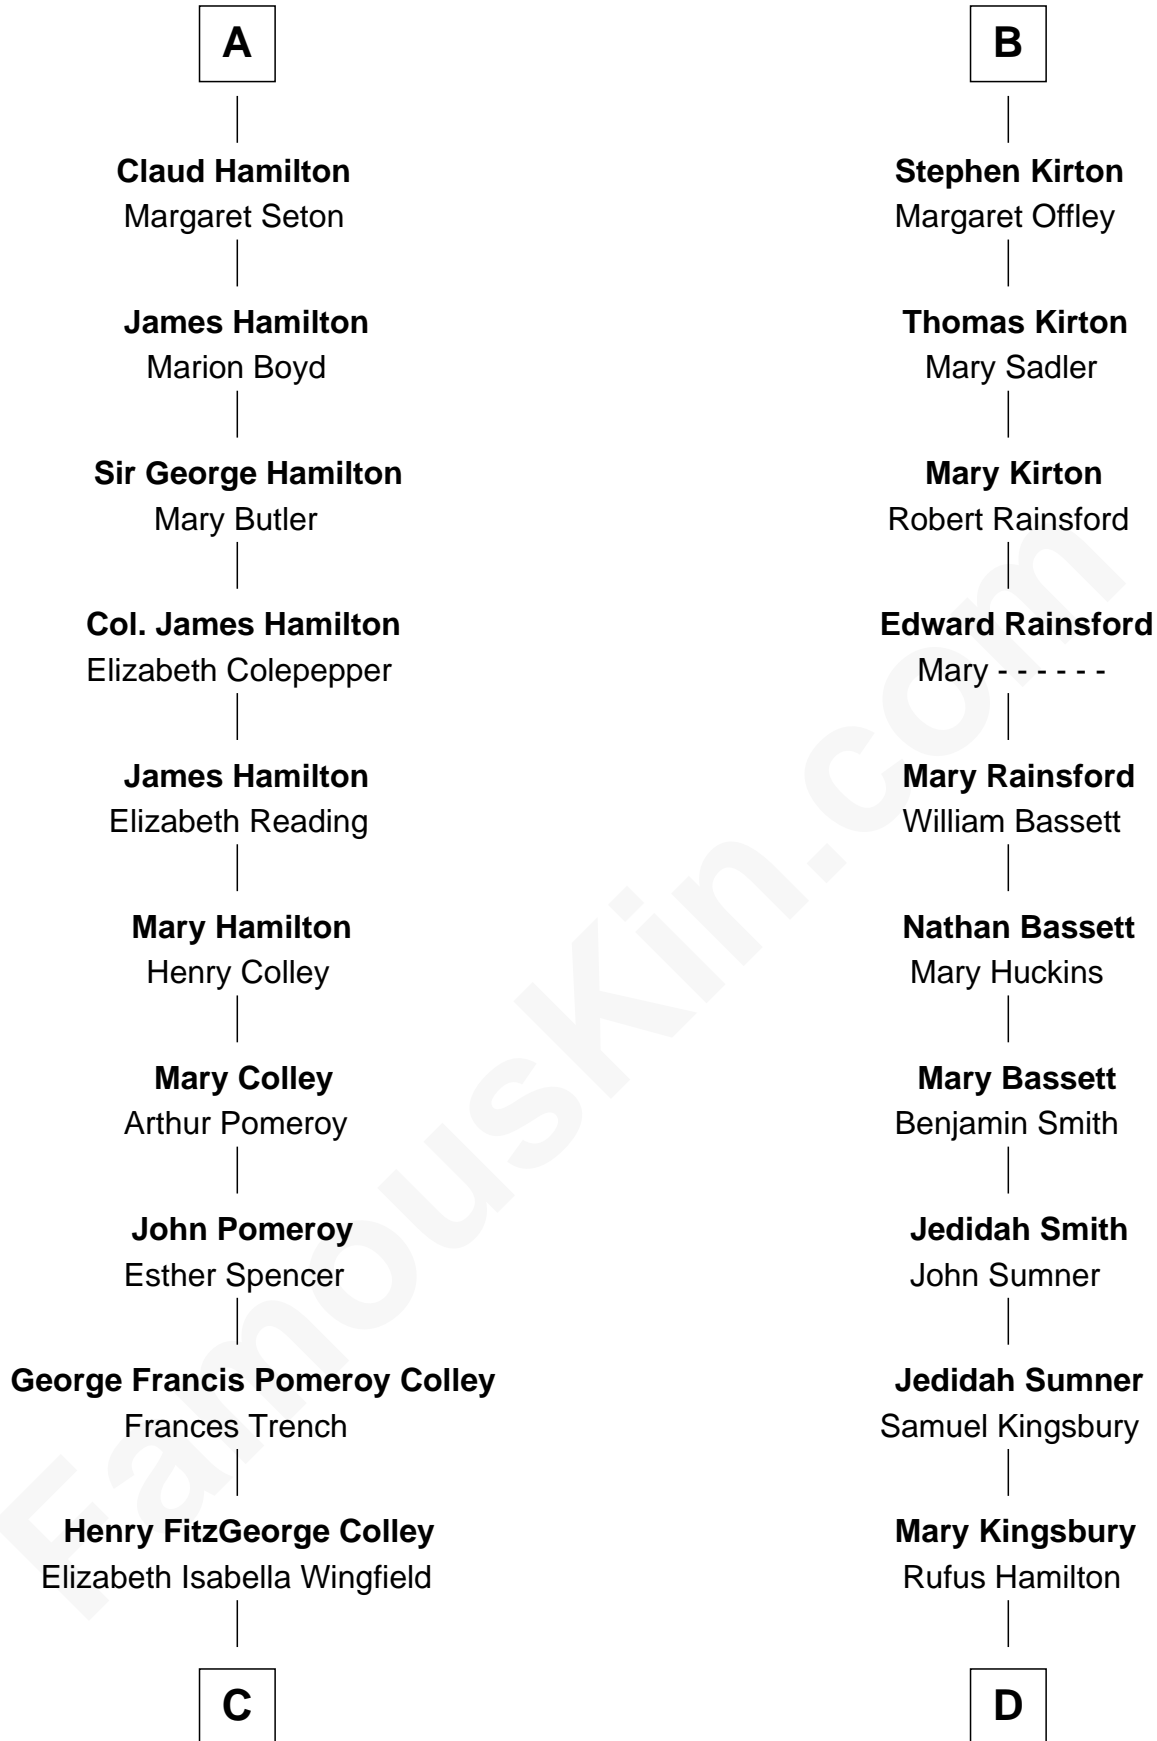 A
Claud Hamilton
Margaret Seton
James Hamilton
Marion Boyd
Sir George Hamilton
Mary Butler
Col. James Hamilton
Elizabeth Colepepper
James Hamilton
Elizabeth Reading
Mary Hamilton
Henry Colley
Mary Colley
Arthur Pomeroy
John Pomeroy
Esther Spencer
George Francis Pomeroy Colley
Frances Trench
Henry FitzGeorge Colley
Elizabeth Isabella Wingfield
C
B
Stephen Kirton
Margaret Offley
Thomas Kirton
Mary Sadler
Mary Kirton
Robert Rainsford
Edward Rainsford
Mary - - - - - -
Mary Rainsford
William Bassett
Nathan Bassett
Mary Huckins
Mary Bassett
Benjamin Smith
Jedidah Smith
John Sumner
Jedidah Sumner
Samuel Kingsbury
Mary Kingsbury
Rufus Hamilton
D
FamousKin.com